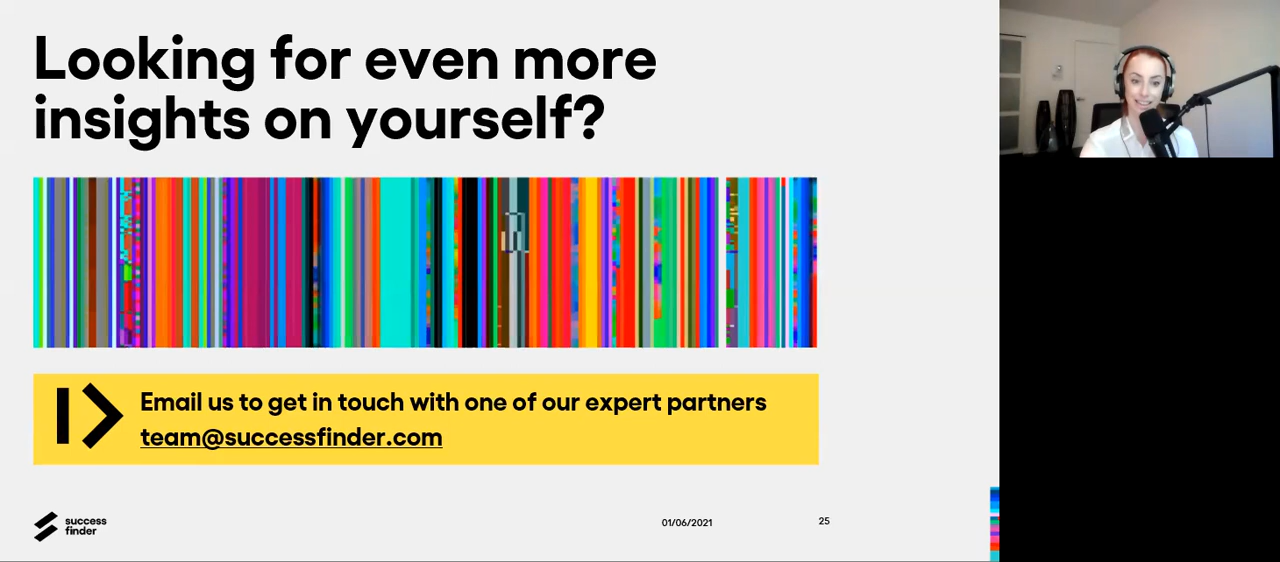 Looking for even more
insights on yourself?
Email us to get in touch with one of our expert partners
team@successfinder.com
success
finder
01/06/2021
25